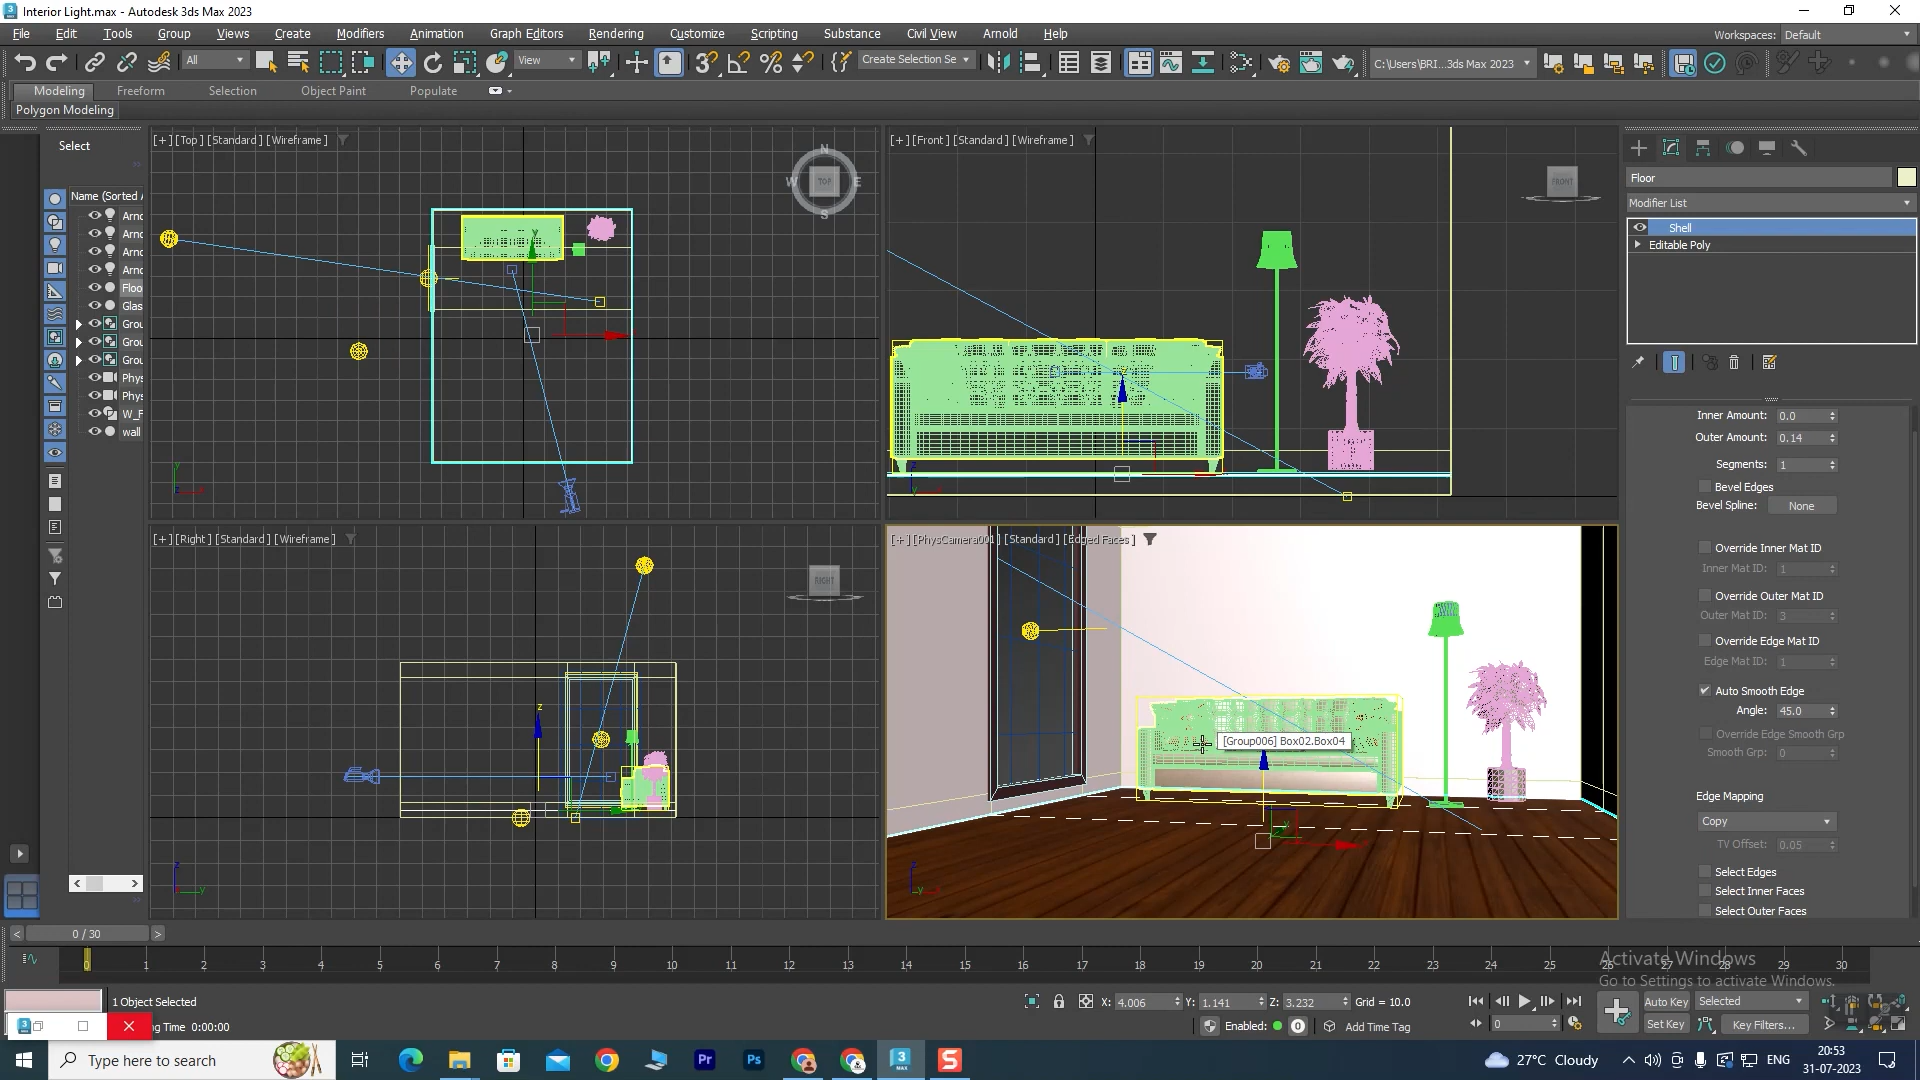 Interior Light.max - Autodesk 3ds Max 2023
File Edit Tools Group Views Create Modifiers Animation Graph Editors Rendering Customize Scripting Substance Civil View Arnold Help
Workspaces: Default
All View Create Selection Se C:\Users\BRI...3ds Max 2023
Modeling Freeform Selection Object Paint Populate
Polygon Modeling
Select
Name (Sorted A
Arno
Arno
Arno
Arno
Floo
Glas
Grou
Grou
Grou
Phys
Phys
W_F
wall
[+] [Top] [Standard] [Wireframe]
N
W TOP E
S
[+] [Front] [Standard] [Wireframe]
FRONT
[+] [Right] [Standard] [Wireframe]
RIGHT
[+] [PhysCamera001] [Standard] [Edged Faces]
[Group006] Box02.Box04
Floor
Modifier List
Shell
Editable Poly
Inner Amount: 0.0
Outer Amount: 0.14
Segments: 1
Bevel Edges
Bevel Spline: None
Override Inner Mat ID
Inner Mat ID: 1
Override Outer Mat ID
Outer Mat ID: 3
Override Edge Mat ID
Edge Mat ID: 1
Auto Smooth Edge
Angle: 45.0
Override Edge Smooth Grp
Smooth Grp: 0
Edge Mapping
Copy
TV Offset: 0.05
Select Edges
Select Inner Faces
Select Outer Faces
0 / 30
0 1 2 3 4 5 6 7 8 9 10 11 12 13 14 15 16 17 18 19 20 21 22 23 24 25 26 27 28 29 30
Activate Windows
Go to Settings to activate Windows.
1 Object Selected
X: 4.006 Y: 1.141 Z: 3.232 Grid = 10.0
Auto Key Selected
ng Time 0:00:00
Enabled: 0 Add Time Tag
0
Set Key Key Filters...
Type here to search
27°C Cloudy
ENG
20:53
31-07-2023